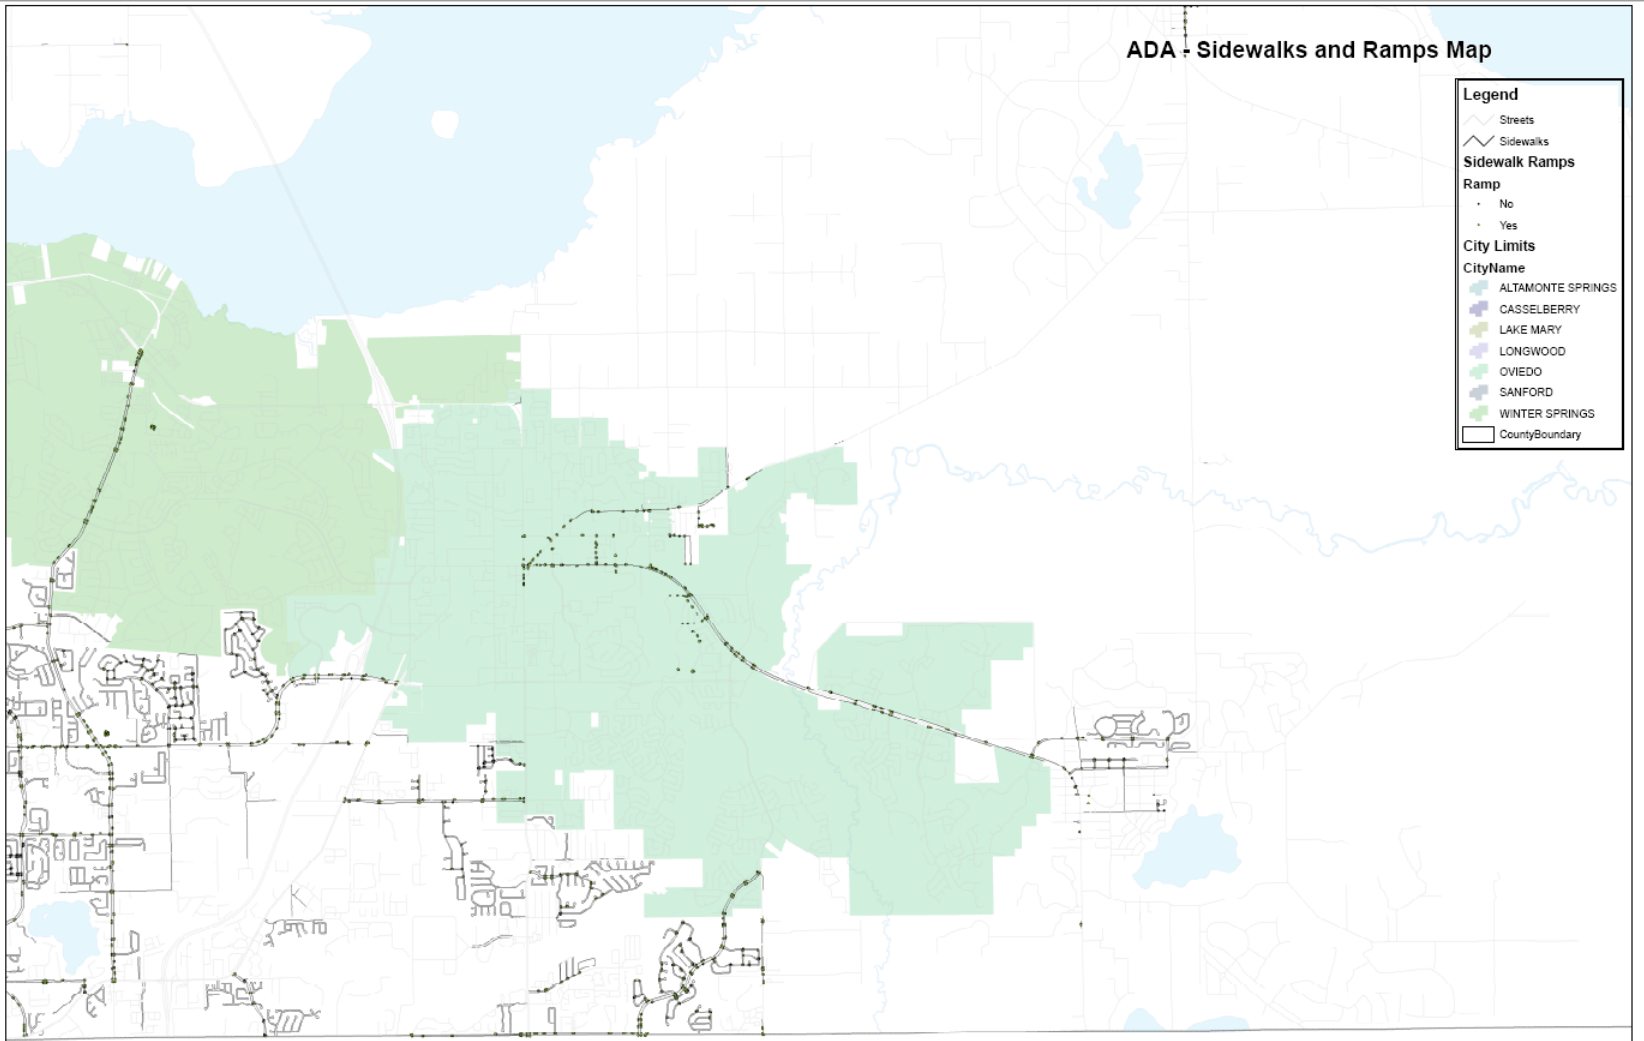 ADA - Sidewalks and Ramps Map
Legend
Streets
Sidewalks
Sidewalk Ramps
Ramp
No
Yes
City Limits
CityName
ALTAMONTE SPRINGS
CASSELBERRY
LAKE MARY
LONGWOOD
OVIEDO
SANFORD
WINTER SPRINGS
CountyBoundary